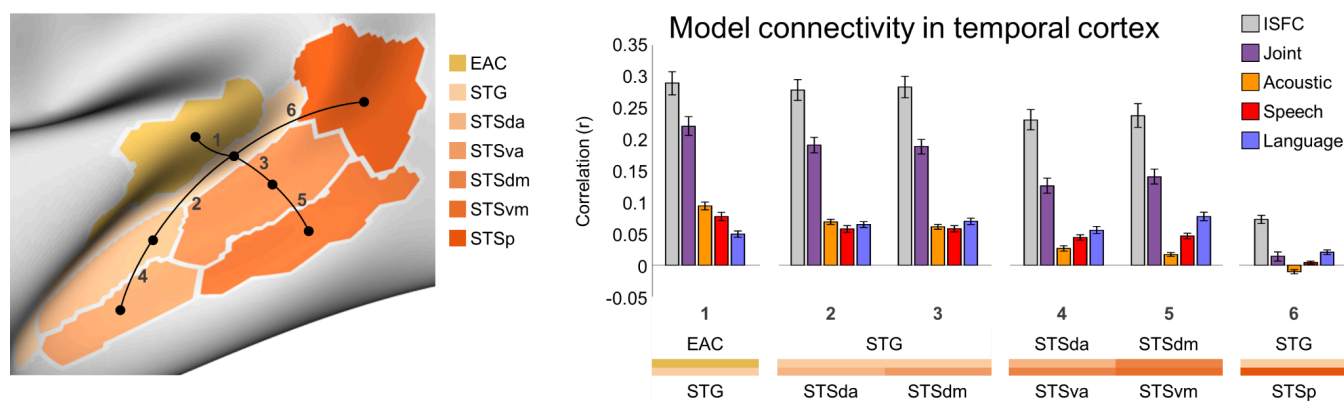 EAC
STG
STSda
STSva
STSdm
STSvm
STSp
1
6
3
2
5
4
Model connectivity in temporal cortex
ISFC
Joint
Acoustic
Speech
Language
Correlation (r)
0.35
0.3
0.25
0.2
0.15
0.1
0.05
0
-0.05
1 2 3 4 5 6
EAC STG STSda STSdm STG
STG STSda STSdm STSva STSvm STSp